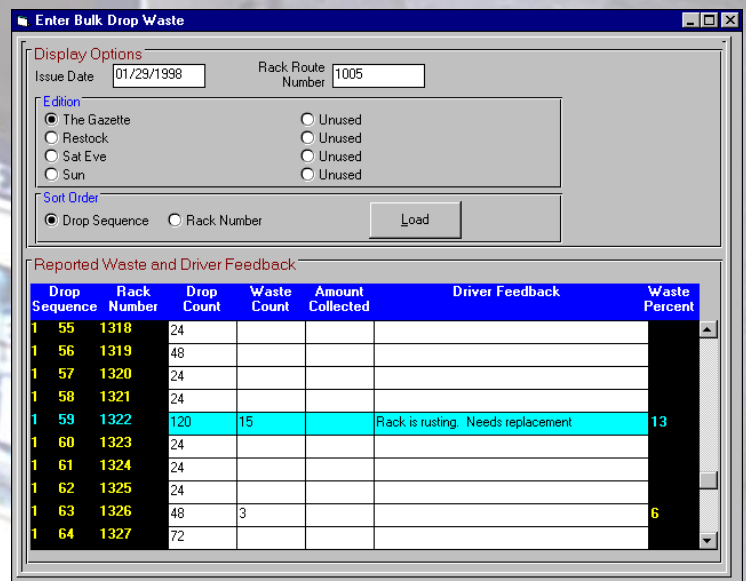 Enter Bulk Drop Waste
Display Options
Issue Date 01/29/1998 Rack Route Number 1005
Edition
The Gazette Unused
Restock Unused
Sat Eve Unused
Sun Unused
Sort Order
Drop Sequence Rack Number Load
Reported Waste and Driver Feedback
Drop Sequence Rack Number Drop Count Waste Count Amount Collected Driver Feedback Waste Percent
1 55 1318 24
1 56 1319 48
1 57 1320 24
1 58 1321 24
1 59 1322 120 15 Rack is rusting. Needs replacement 13
1 60 1323 24
1 61 1324 24
1 62 1325 24
1 63 1326 48 3 6
1 64 1327 72